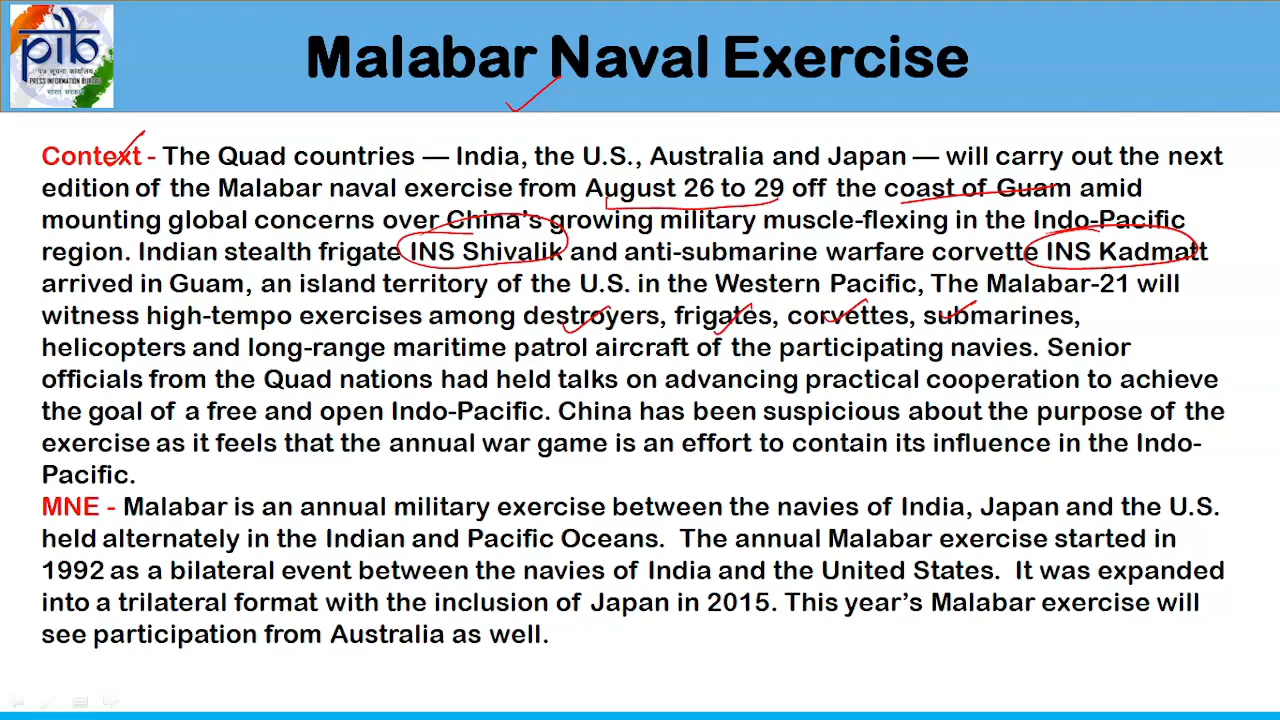 Malabar Naval Exercise
pib
पत्र सूचना कार्यालय
PRESS INFORMATION BUREAU
भारत सरकार
Context - The Quad countries — India, the U.S., Australia and Japan — will carry out the next
edition of the Malabar naval exercise from August 26 to 29 off the coast of Guam amid
mounting global concerns over China's growing military muscle-flexing in the Indo-Pacific
region. Indian stealth frigate INS Shivalik and anti-submarine warfare corvette INS Kadmatt
arrived in Guam, an island territory of the U.S. in the Western Pacific, The Malabar-21 will
witness high-tempo exercises among destroyers, frigates, corvettes, submarines,
helicopters and long-range maritime patrol aircraft of the participating navies. Senior
officials from the Quad nations had held talks on advancing practical cooperation to achieve
the goal of a free and open Indo-Pacific. China has been suspicious about the purpose of the
exercise as it feels that the annual war game is an effort to contain its influence in the Indo-
Pacific.
MNE - Malabar is an annual military exercise between the navies of India, Japan and the U.S.
held alternately in the Indian and Pacific Oceans. The annual Malabar exercise started in
1992 as a bilateral event between the navies of India and the United States. It was expanded
into a trilateral format with the inclusion of Japan in 2015. This year's Malabar exercise will
see participation from Australia as well.